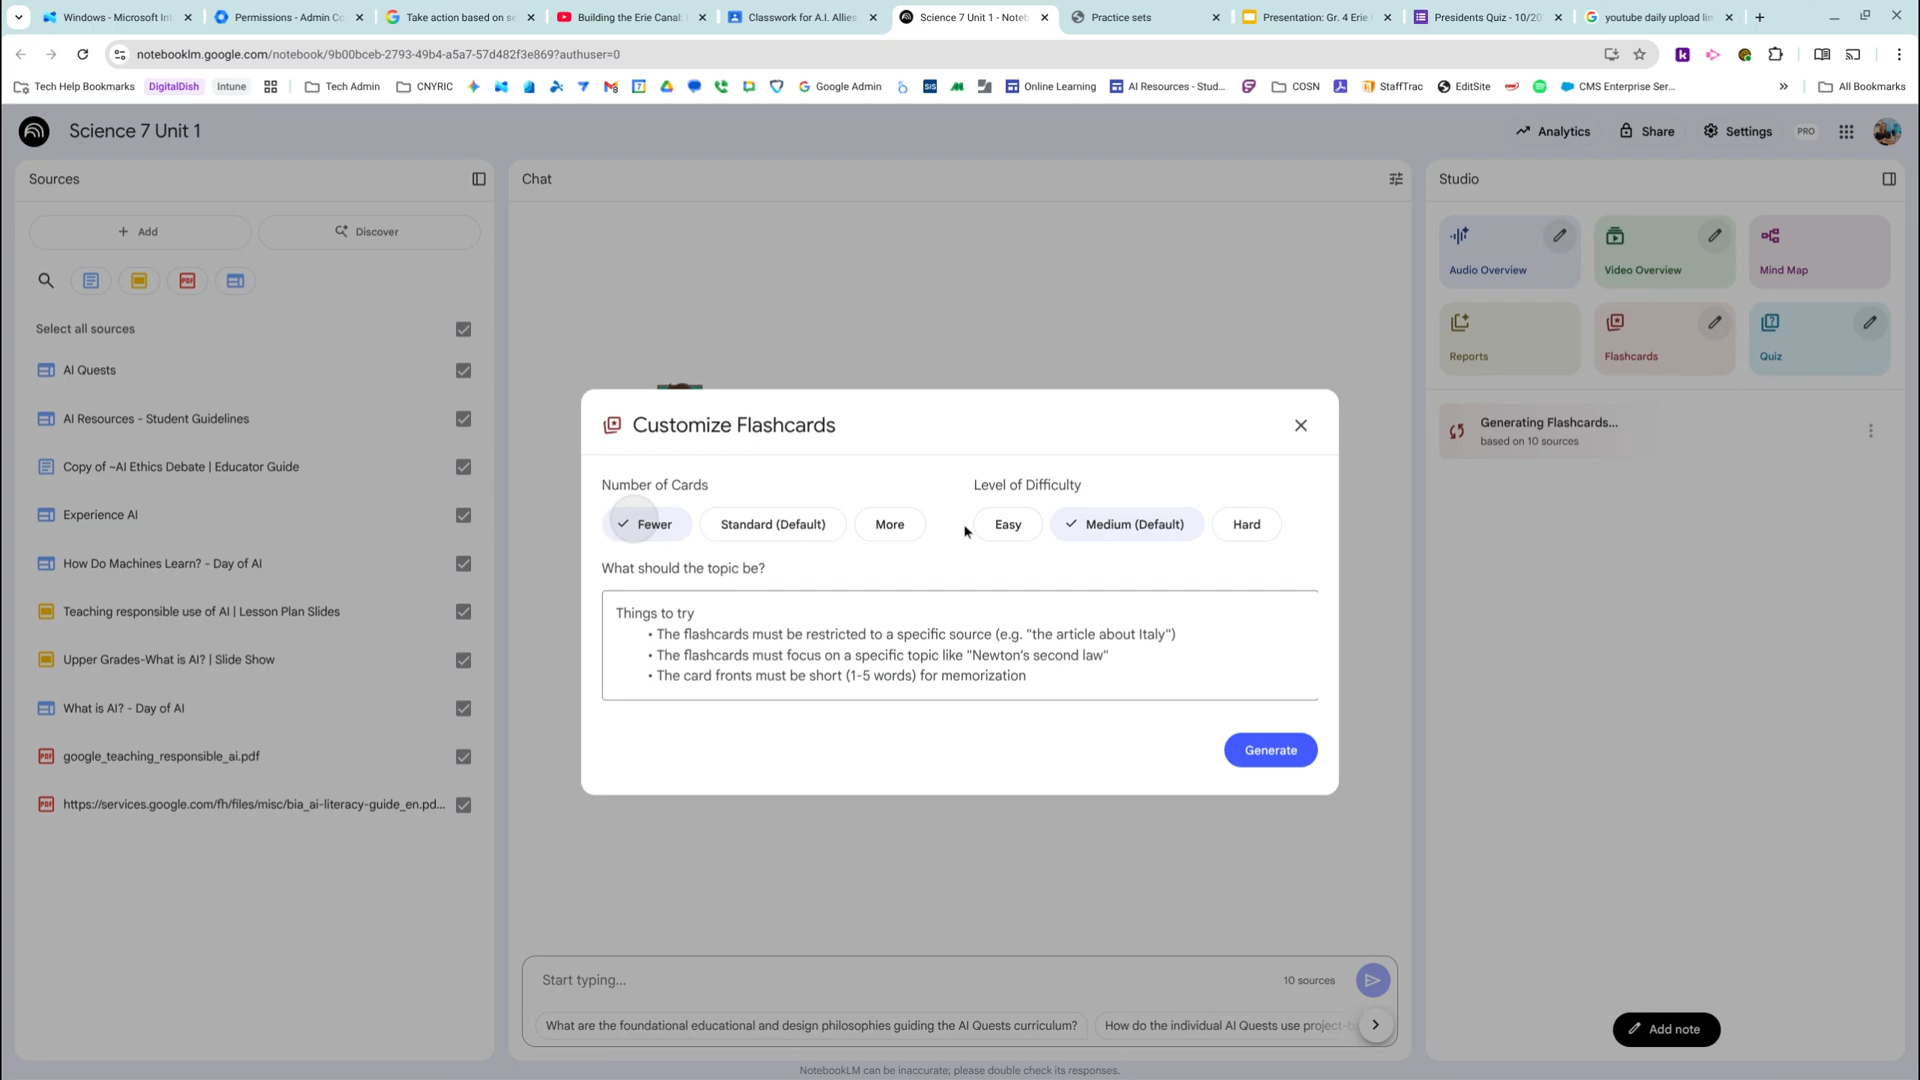 Windows - Microsoft Int
Permissions - Admin Co
Take action based on se
Building the Erie Canal:
Classwork for A.I. Allies
Science 7 Unit 1 - Noteb
Practice sets
Presentation: Gr. 4 Erie
Presidents Quiz - 10/20
youtube daily upload lim
notebooklm.google.com/notebook/9b00bceb-2793-49b4-a5a7-57d482f3e869?authuser=0
Tech Help Bookmarks
DigitalDish
Intune
Tech Admin
CNYRIC
Google Admin
SIS
Online Learning
AI Resources - Stud...
COSN
StaffTrac
EditSite
CMS Enterprise Ser...
All Bookmarks
Science 7 Unit 1
Analytics
Share
Settings
PRO
Sources
Chat
Studio
+ Add
Discover
PDF
Select all sources
AI Quests
AI Resources - Student Guidelines
Copy of ~AI Ethics Debate | Educator Guide
Experience AI
How Do Machines Learn? - Day of AI
Teaching responsible use of AI | Lesson Plan Slides
Upper Grades-What is AI? | Slide Show
What is AI? - Day of AI
PDF google_teaching_responsible_ai.pdf
PDF https://services.google.com/fh/files/misc/bia_ai-literacy-guide_en.pd...
Customize Flashcards
Number of Cards
Level of Difficulty
Fewer
Standard (Default)
More
Easy
Medium (Default)
Hard
What should the topic be?
Things to try
• The flashcards must be restricted to a specific source (e.g. "the article about Italy")
• The flashcards must focus on a specific topic like "Newton's second law"
• The card fronts must be short (1-5 words) for memorization
Generate
Start typing...
10 sources
What are the foundational educational and design philosophies guiding the AI Quests curriculum?
How do the individual AI Quests use project-b
NotebookLM can be inaccurate; please double check its responses.
Audio Overview
Video Overview
Mind Map
Reports
Flashcards
Quiz
Generating Flashcards...
based on 10 sources
Add note